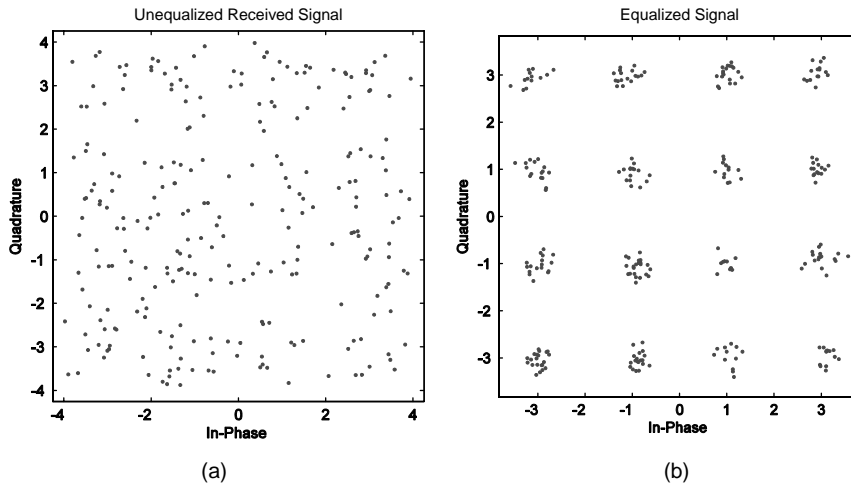 Unequalized Received Signal
4
3
2
1
0
-1
-2
-3
-4
Quadrature
-4 -2 0 2 4
In-Phase
(a)
Equalized Signal
3
2
1
0
-1
-2
-3
Quadrature
-3 -2 -1 0 1 2 3
In-Phase
(b)